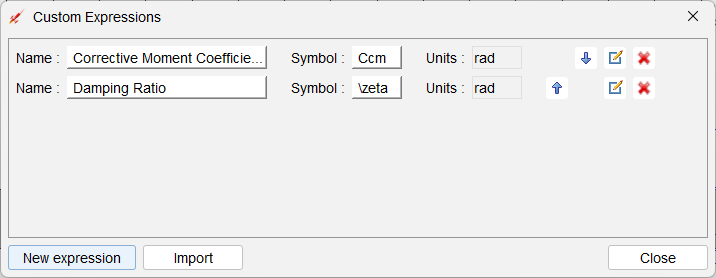 Custom Expressions
Name : Corrective Moment Coefficie... Symbol : Ccm Units : rad
Name : Damping Ratio Symbol : \zeta Units : rad
New expression Import Close